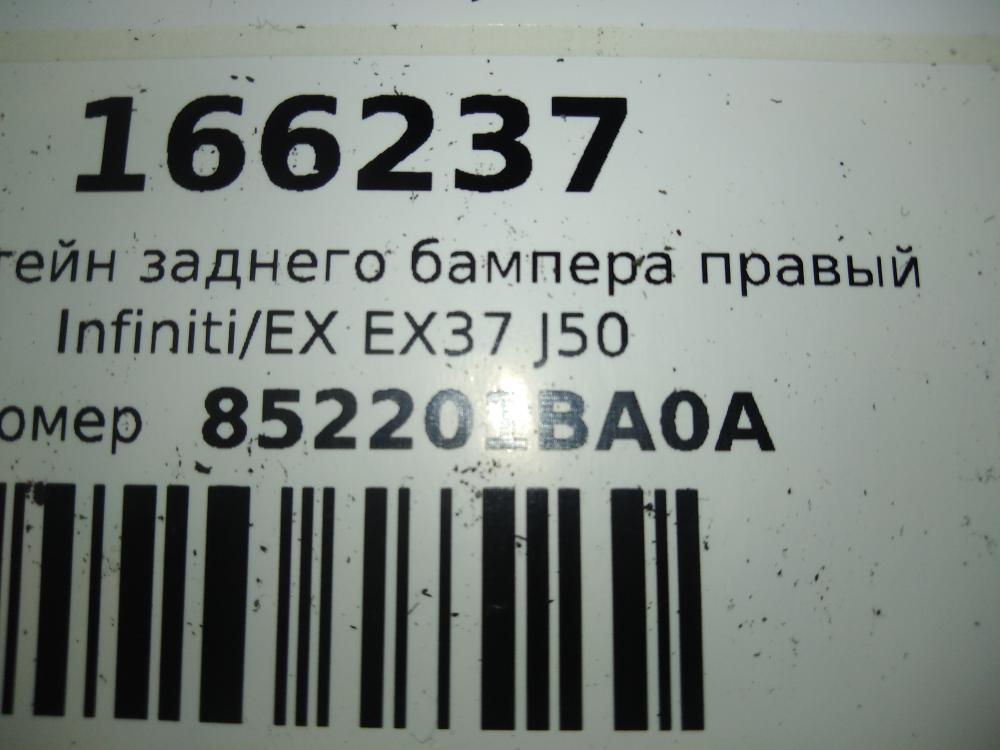 166237
тейн заднего бампера правый
Infiniti/EX EX37 J50
омер 852201BA0A